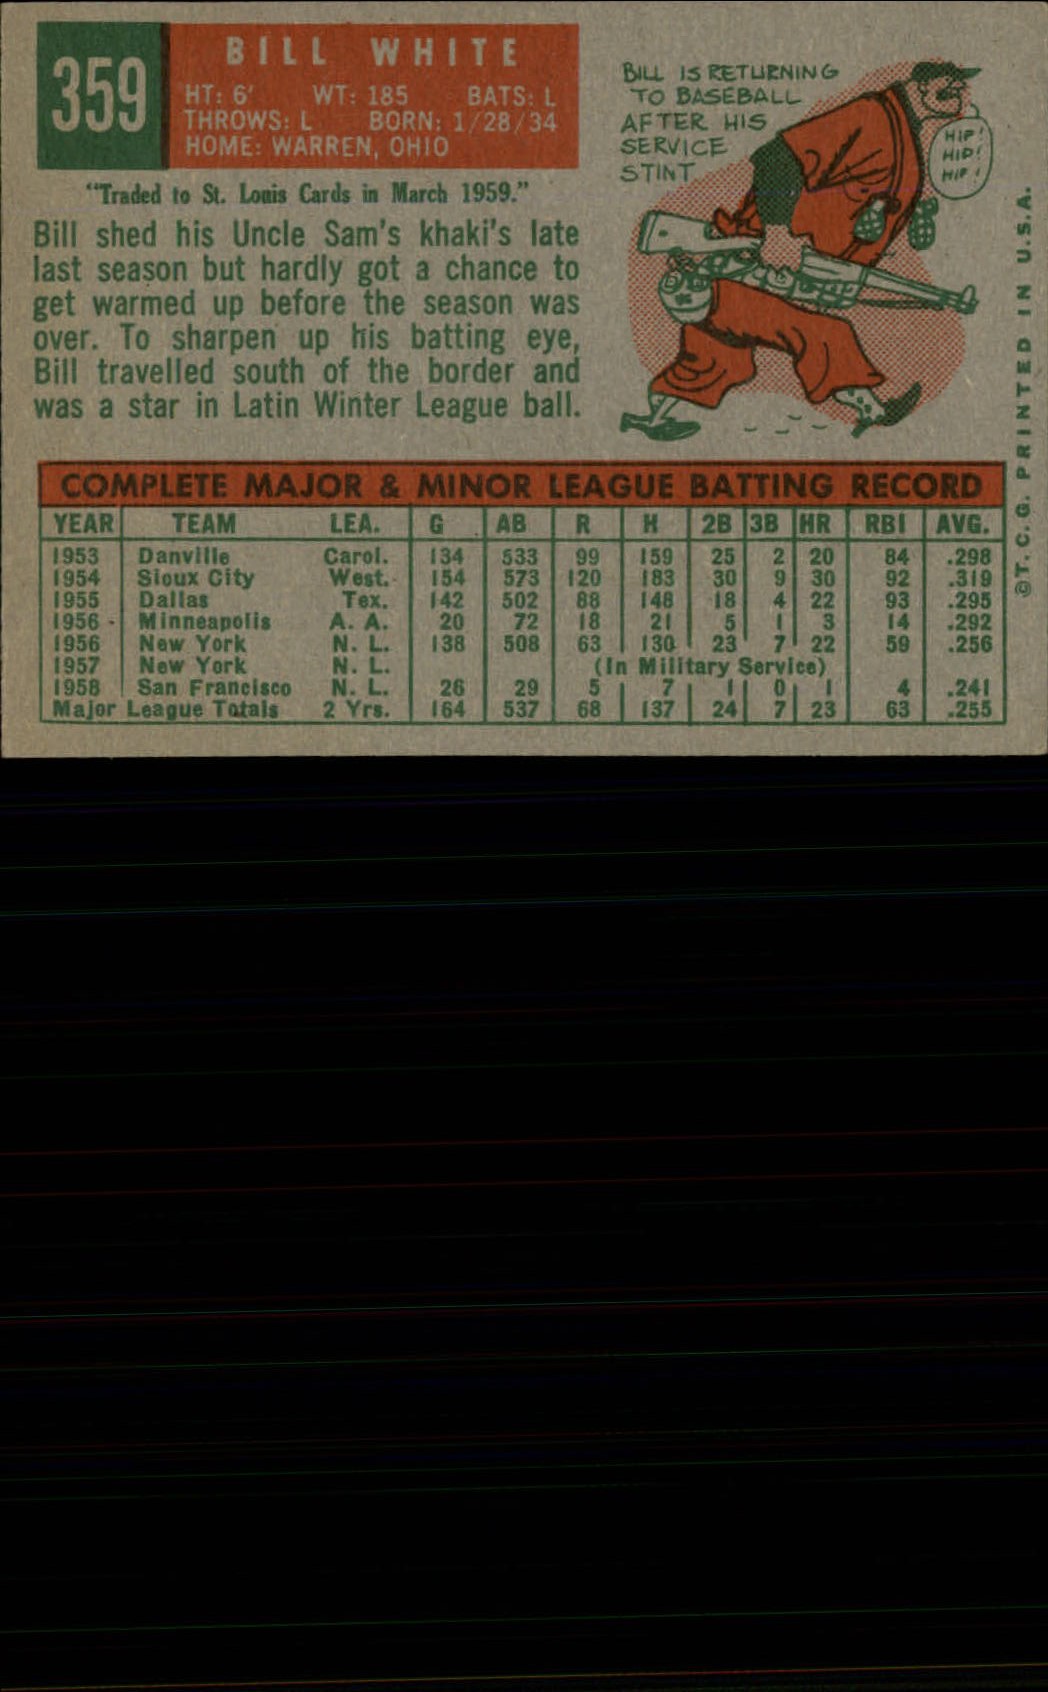 359
BILL WHITE
HT: 6' WT: 185 BATS: L
THROWS: L BORN: 1/28/34
HOME: WARREN, OHIO
"Traded to St. Louis Cards in March 1959."
Bill shed his Uncle Sam's khaki's late
last season but hardly got a chance to
get warmed up before the season was
over. To sharpen up his batting eye,
Bill travelled south of the border and
was a star in Latin Winter League ball.
BILL IS RETURNING
TO BASEBALL
AFTER HIS
SERVICE
STINT
HIP!
HID!
HIP!
©T.C.G. PRINTED IN U.S.A.
COMPLETE MAJOR & MINOR LEAGUE BATTING RECORD
YEAR TEAM LEA. G AB R H 2B 3B HR RBI AVG.
1953 Danville Carol. 134 533 99 159 25 2 20 84 .298
1954 Sioux City West. 154 573 120 183 30 9 30 92 .319
1955 Dallas Tex. 142 502 88 148 18 4 22 93 .295
1956 Minneapolis A. A. 20 72 18 21 5 1 3 14 .292
1956 New York N. L. 138 508 63 130 23 7 22 59 .256
1957 New York N. L. (In Military Service)
1958 San Francisco N. L. 26 29 5 7 1 0 1 4 .241
Major League Totals 2 Yrs. 164 537 68 137 24 7 23 63 .255